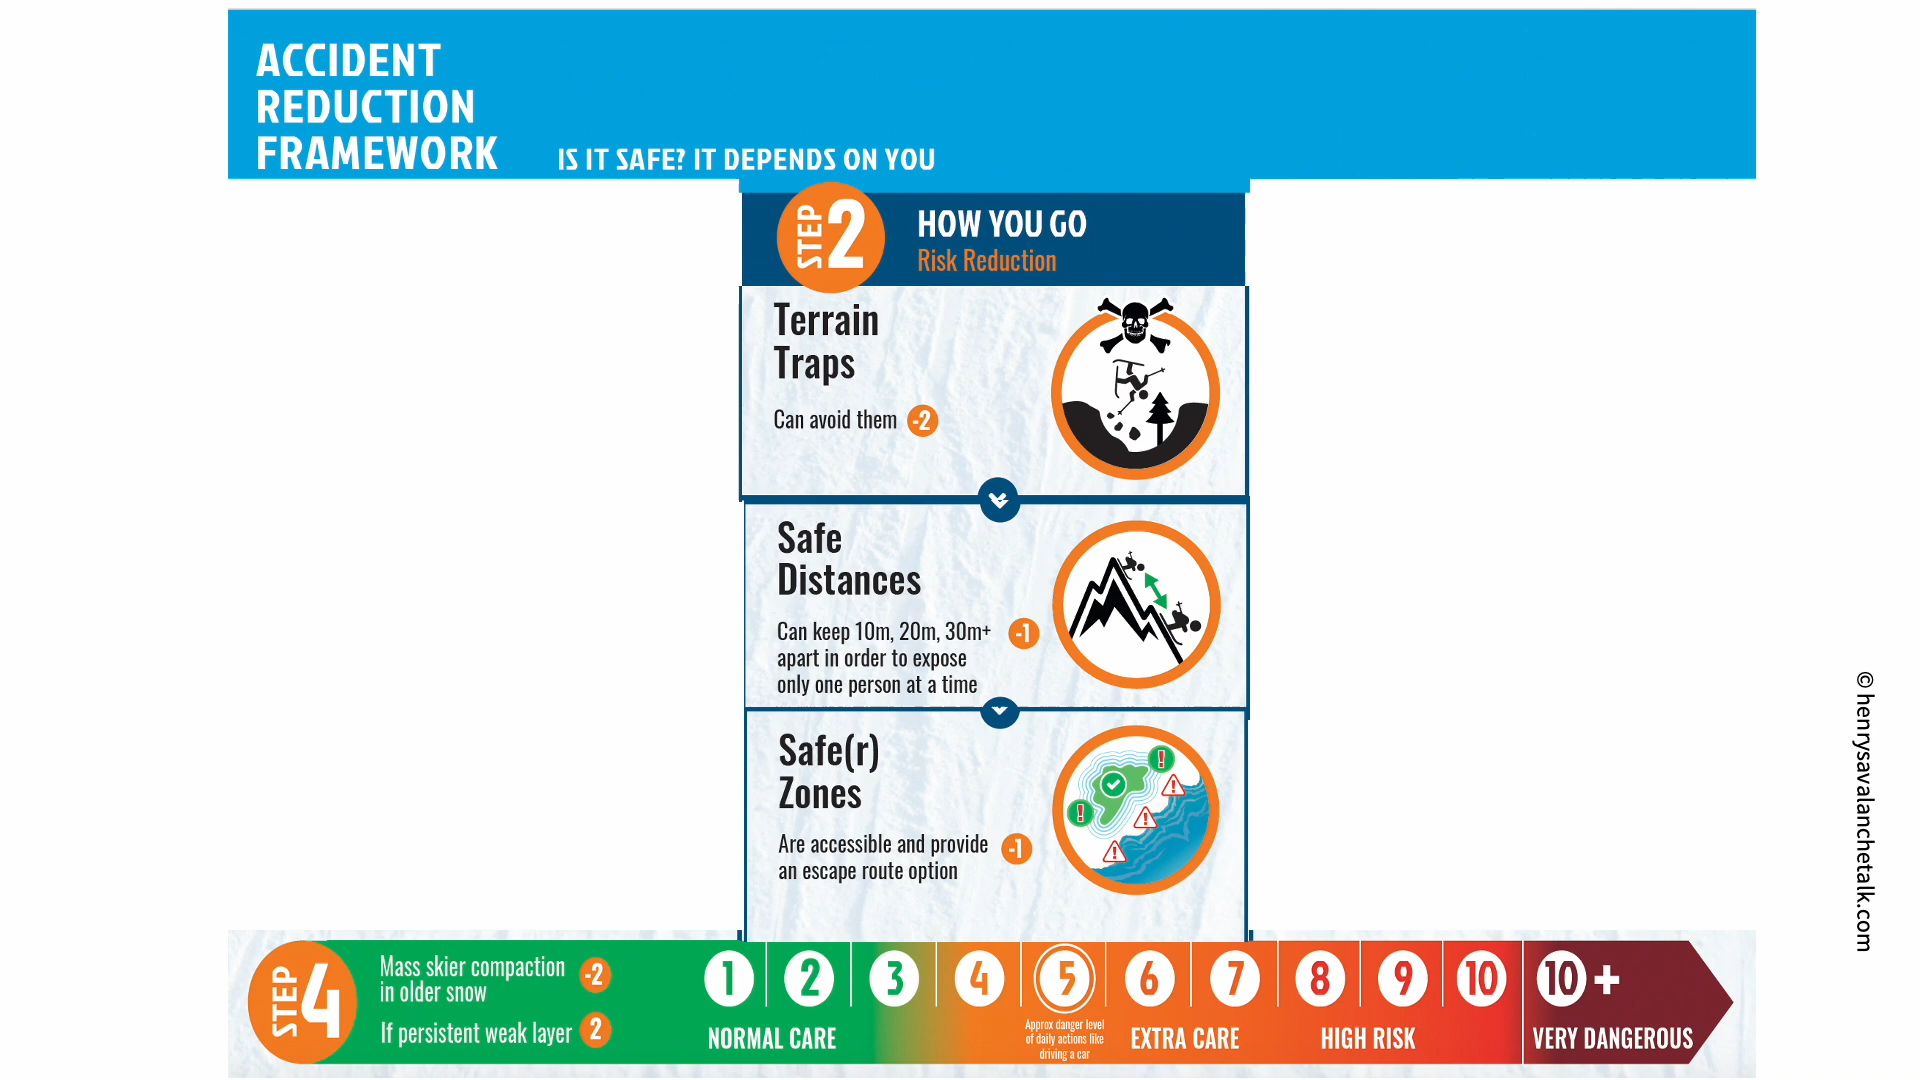 ACCIDENT
REDUCTION
FRAMEWORK
IS IT SAFE? IT DEPENDS ON YOU
STEP 2
HOW YOU GO
Risk Reduction
Terrain
Traps
Can avoid them -2
Safe
Distances
Can keep 10m, 20m, 30m+ -1
apart in order to expose
only one person at a time
Safe(r)
Zones
Are accessible and provide -1
an escape route option
STEP 4
Mass skier compaction -2
in older snow
If persistent weak layer 2
1 2 3 4 5 6 7 8 9 10 10+
NORMAL CARE
Approx danger level
of daily actions like
driving a car
EXTRA CARE
HIGH RISK
VERY DANGEROUS
© henrysavalanchetalk.com